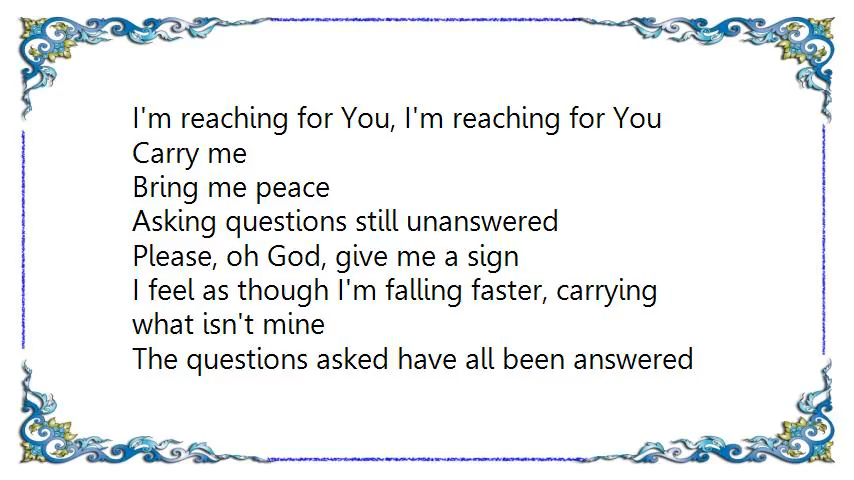 I'm reaching for You, I'm reaching for You
Carry me
Bring me peace
Asking questions still unanswered
Please, oh God, give me a sign
I feel as though I'm falling faster, carrying
what isn't mine
The questions asked have all been answered